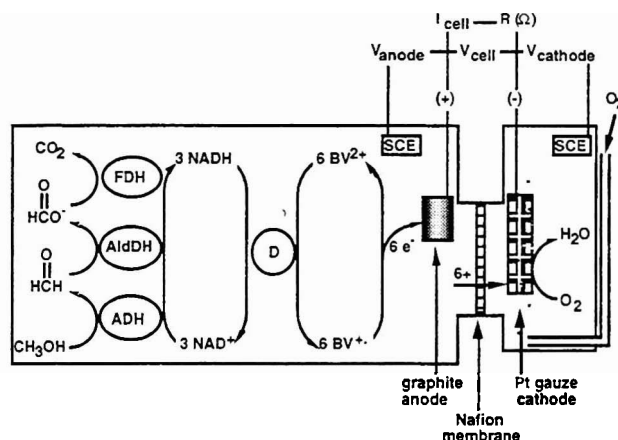 I cell R (Ω)
V anode V cell V cathode
(+) (-)
O
SCE SCE
CO2 3 NADH 6 BV2+
FDH
O
HCO-
H2O
AldDH D 6 e-
O
HCH 6+
ADH O2
CH3OH 3 NAD+ 6 BV+.
graphite anode
Pt gauze cathode
Nafion membrane